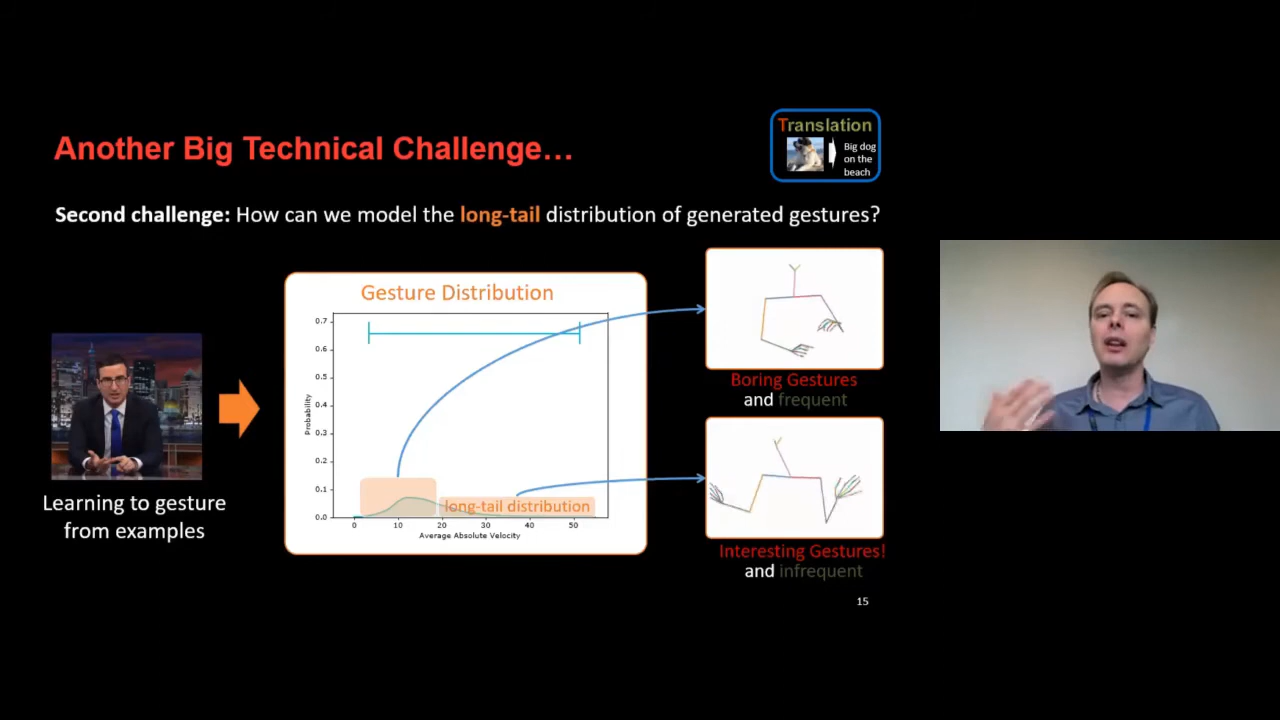 Another Big Technical Challenge…
Translation
Big dog
on the
beach
Second challenge: How can we model the long-tail distribution of generated gestures?
Learning to gesture
from examples
Gesture Distribution
0.7
0.6
0.5
0.4
0.3
0.2
0.1
0.0
Probability
long-tail distribution
0 10 20 30 40 50
Average Absolute Velocity
Boring Gestures
and frequent
Interesting Gestures!
and infrequent
15